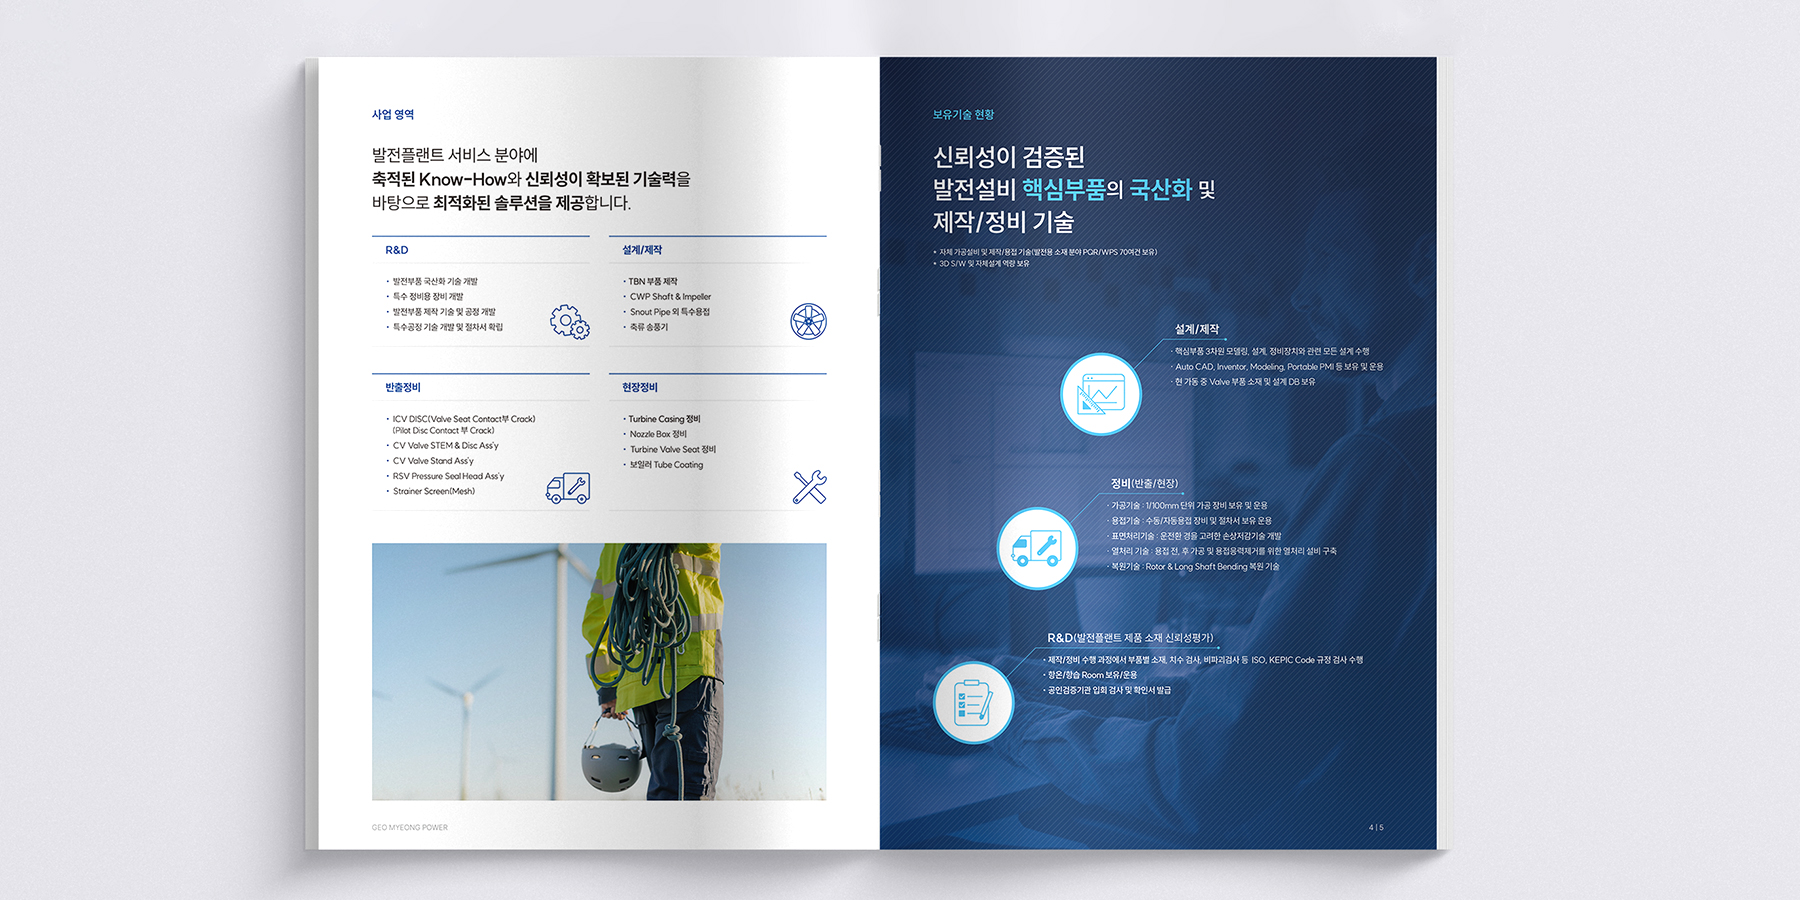 사업 영역
발전플랜트 서비스 분야에
축적된 Know-How와 신뢰성이 확보된 기술력을
바탕으로 최적화된 솔루션을 제공합니다.
R&D
• 발전부품 국산화 기술 개발
• 특수 정비용 장비 개발
• 발전부품 제작 기술 및 공정 개발
• 특수공정 기술 개발 및 절차서 확립
설계/제작
• TBN 부품 제작
• CWP Shaft & Impeller
• Snout Pipe 외 특수용접
• 축류 송풍기
반출정비
• ICV DISC(Valve Seat Contact부 Crack)
(Pilot Disc Contact 부 Crack)
• CV Valve STEM & Disc Ass'y
• CV Valve Stand Ass'y
• RSV Pressure Seal Head Ass'y
• Strainer Screen(Mesh)
현장정비
• Turbine Casing 정비
• Nozzle Box 정비
• Turbine Valve Seat 정비
• 보일러 Tube Coating
GEO MYEONG POWER
보유기술 현황
신뢰성이 검증된
발전설비 핵심부품의 국산화 및
제작/정비 기술
* 자체 가공설비 및 제작/용접 기술(발전용 소재 분야 PQR/WPS 70여건 보유)
* 3D S/W 및 자체설계 역량 보유
설계/제작
· 핵심부품 3차원 모델링, 설계, 정비장치와 관련 모든 설계 수행
· Auto CAD, Inventor, Modeling, Portable PMI 등 보유 및 운용
· 현 가동 중 Valve 부품 소재 및 설계 DB 보유
정비(반출/현장)
· 가공기술 : 1/100mm 단위 가공 장비 보유 및 운용
· 용접기술 : 수동/자동용접 장비 및 절차서 보유 운용
· 표면처리기술 : 운전환 경을 고려한 손상저감기술 개발
· 열처리 기술 : 용접 전, 후 가공 및 용접응력제거를 위한 열처리 설비 구축
· 복원기술 : Rotor & Long Shaft Bending 복원 기술
R&D(발전플랜트 제품 소재 신뢰성평가)
· 제작/정비 수행 과정에서 부품별 소재, 치수 검사, 비파괴검사 등 ISO, KEPIC Code 규정 검사 수행
· 항온/항습 Room 보유/운용
· 공인검증기관 입회 검사 및 확인서 발급
4 | 5